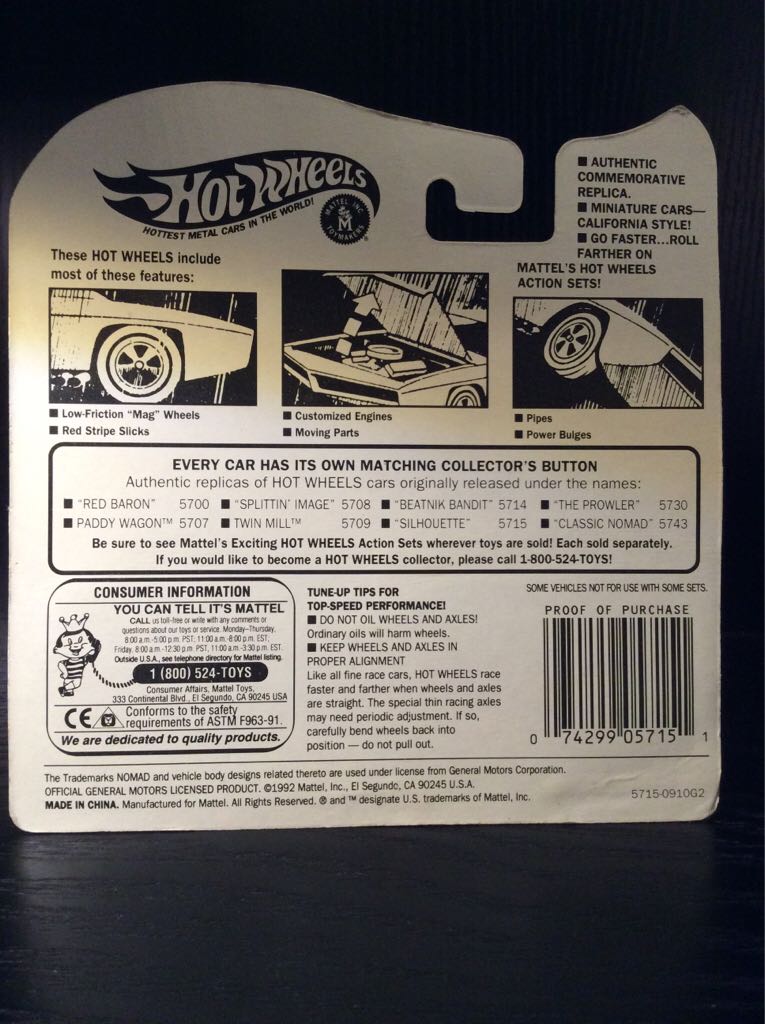 HOT WHEELS
HOTTEST METAL CARS IN THE WORLD!
MATTEL INC
M
TOYMAKERS
®
■ AUTHENTIC
COMMEMORATIVE
REPLICA.
■ MINIATURE CARS—
CALIFORNIA STYLE!
■ GO FASTER...ROLL
FARTHER ON
MATTEL'S HOT WHEELS
ACTION SETS!
These HOT WHEELS include
most of these features:
■ Low-Friction "Mag" Wheels
■ Red Stripe Slicks
■ Customized Engines
■ Moving Parts
■ Pipes
■ Power Bulges
EVERY CAR HAS ITS OWN MATCHING COLLECTOR'S BUTTON
Authentic replicas of HOT WHEELS cars originally released under the names:
■ "RED BARON" 5700 ■ "SPLITTIN' IMAGE" 5708 ■ "BEATNIK BANDIT" 5714 ■ "THE PROWLER" 5730
■ PADDY WAGON™ 5707 ■ TWIN MILL™ 5709 ■ "SILHOUETTE" 5715 ■ "CLASSIC NOMAD" 5743
Be sure to see Mattel's Exciting HOT WHEELS Action Sets wherever toys are sold! Each sold separately.
If you would like to become a HOT WHEELS collector, please call 1-800-524-TOYS!
CONSUMER INFORMATION
YOU CAN TELL IT'S MATTEL
CALL us toll-free or write with any comments or
questions about our toys or service. Monday–Thursday,
8:00 a.m.-5:00 p.m. PST; 11:00 a.m.-8:00 p.m. EST;
Friday, 8:00 a.m.-12:30 p.m. PST, 11:00 a.m.-3:30 p.m. EST.
Outside U.S.A., see telephone directory for Mattel listing.
1 (800) 524-TOYS
Consumer Affairs, Mattel Toys,
333 Continental Blvd., El Segundo, CA 90245 USA
CE Conforms to the safety
requirements of ASTM F963-91.
We are dedicated to quality products.
TUNE-UP TIPS FOR
TOP-SPEED PERFORMANCE!
■ DO NOT OIL WHEELS AND AXLES!
Ordinary oils will harm wheels.
■ KEEP WHEELS AND AXLES IN
PROPER ALIGNMENT
Like all fine race cars, HOT WHEELS race
faster and farther when wheels and axles
are straight. The special thin racing axles
may need periodic adjustment. If so,
carefully bend wheels back into
position — do not pull out.
SOME VEHICLES NOT FOR USE WITH SOME SETS.
PROOF OF PURCHASE
0 74299 05715 1
The Trademarks NOMAD and vehicle body designs related thereto are used under license from General Motors Corporation.
OFFICIAL GENERAL MOTORS LICENSED PRODUCT. ©1992 Mattel, Inc., El Segundo, CA 90245 U.S.A.
MADE IN CHINA. Manufactured for Mattel. All Rights Reserved. ® and ™ designate U.S. trademarks of Mattel, Inc.
5715-0910G2